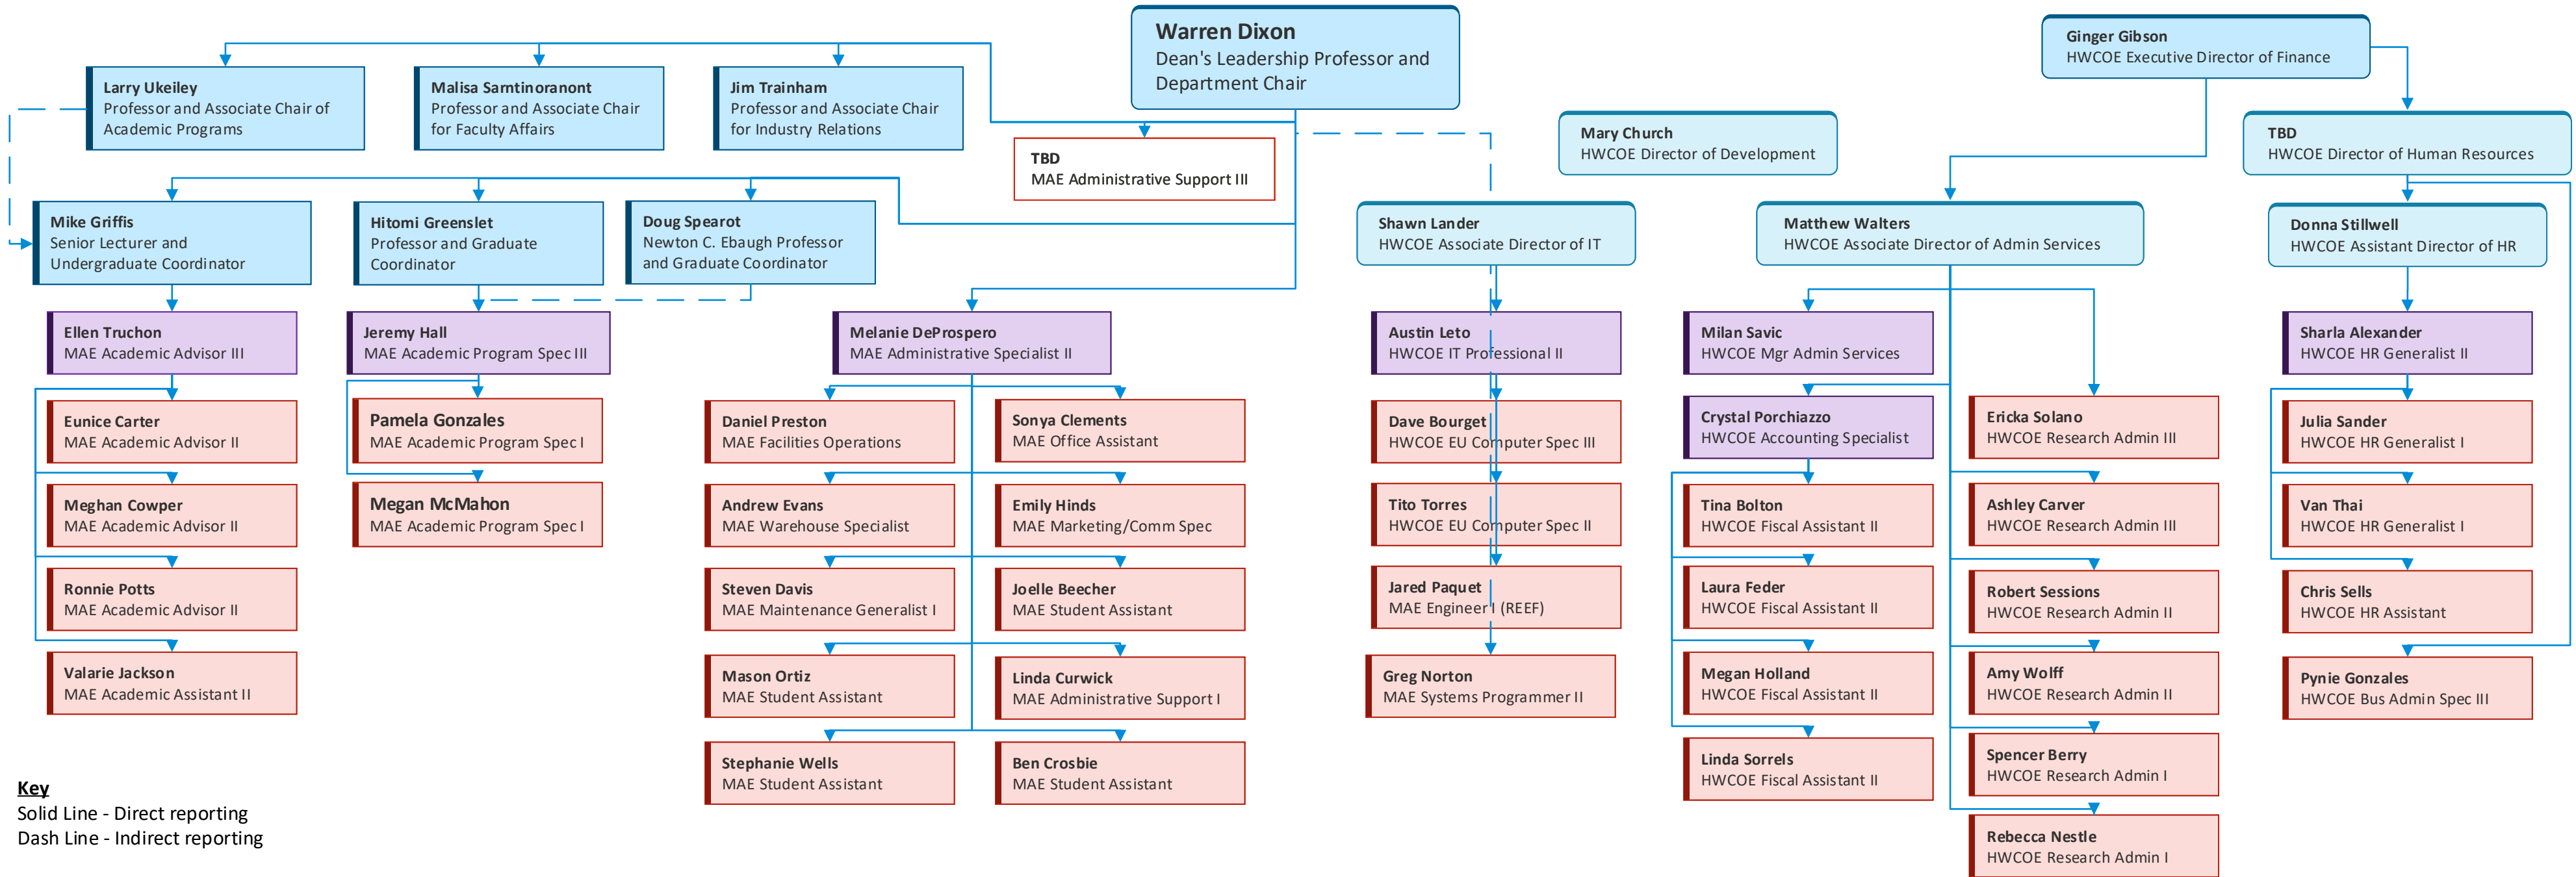 Warren Dixon
Dean's Leadership Professor and
Department Chair
Ginger Gibson
HWCOE Executive Director of Finance
Larry Ukeiley
Professor and Associate Chair of
Academic Programs
Malisa Sarntinoranont
Professor and Associate Chair
for Faculty Affairs
Jim Trainham
Professor and Associate Chair
for Industry Relations
TBD
MAE Administrative Support III
Mary Church
HWCOE Director of Development
TBD
HWCOE Director of Human Resources
Mike Griffis
Senior Lecturer and
Undergraduate Coordinator
Hitomi Greenslet
Professor and Graduate
Coordinator
Doug Spearot
Newton C. Ebaugh Professor
and Graduate Coordinator
Shawn Lander
HWCOE Associate Director of IT
Matthew Walters
HWCOE Associate Director of Admin Services
Donna Stillwell
HWCOE Assistant Director of HR
Ellen Truchon
MAE Academic Advisor III
Eunice Carter
MAE Academic Advisor II
Meghan Cowper
MAE Academic Advisor II
Ronnie Potts
MAE Academic Advisor II
Valarie Jackson
MAE Academic Assistant II
Jeremy Hall
MAE Academic Program Spec III
Pamela Gonzales
MAE Academic Program Spec I
Megan McMahon
MAE Academic Program Spec I
Melanie DeProspero
MAE Administrative Specialist II
Daniel Preston
MAE Facilities Operations
Andrew Evans
MAE Warehouse Specialist
Steven Davis
MAE Maintenance Generalist I
Mason Ortiz
MAE Student Assistant
Stephanie Wells
MAE Student Assistant
Sonya Clements
MAE Office Assistant
Emily Hinds
MAE Marketing/Comm Spec
Joelle Beecher
MAE Student Assistant
Linda Curwick
MAE Administrative Support I
Ben Crosbie
MAE Student Assistant
Austin Leto
HWCOE IT Professional II
Dave Bourget
HWCOE EU Computer Spec III
Tito Torres
HWCOE EU Computer Spec II
Jared Paquet
MAE Engineer I (REEF)
Greg Norton
MAE Systems Programmer II
Milan Savic
HWCOE Mgr Admin Services
Crystal Porchiazzo
HWCOE Accounting Specialist
Tina Bolton
HWCOE Fiscal Assistant II
Laura Feder
HWCOE Fiscal Assistant II
Megan Holland
HWCOE Fiscal Assistant II
Linda Sorrels
HWCOE Fiscal Assistant II
Ericka Solano
HWCOE Research Admin III
Ashley Carver
HWCOE Research Admin III
Robert Sessions
HWCOE Research Admin II
Amy Wolff
HWCOE Research Admin II
Spencer Berry
HWCOE Research Admin I
Rebecca Nestle
HWCOE Research Admin I
Sharla Alexander
HWCOE HR Generalist II
Julia Sander
HWCOE HR Generalist I
Van Thai
HWCOE HR Generalist I
Chris Sells
HWCOE HR Assistant
Pynie Gonzales
HWCOE Bus Admin Spec III
Key
Solid Line - Direct reporting
Dash Line - Indirect reporting